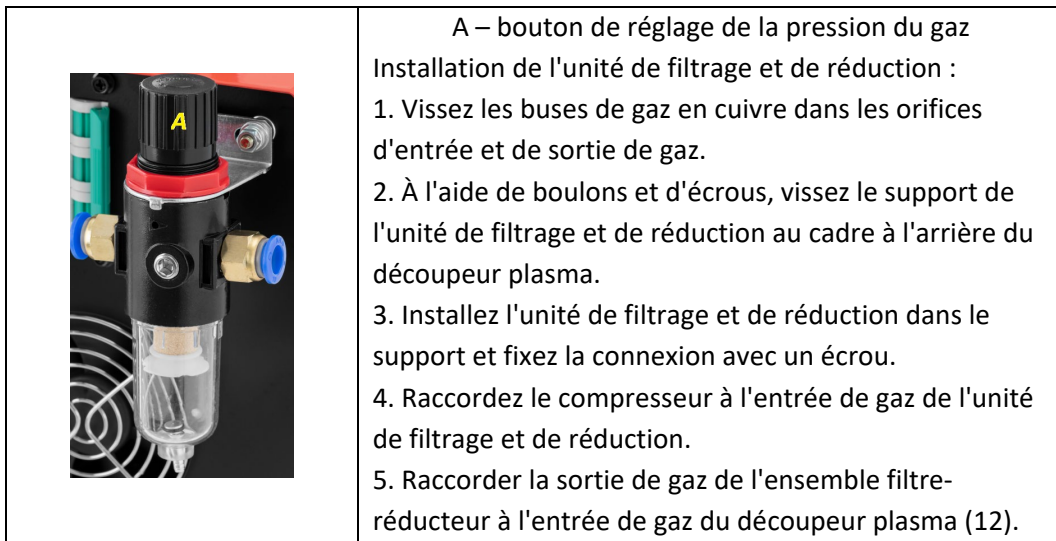 A – bouton de réglage de la pression du gaz
Installation de l'unité de filtrage et de réduction :
1. Vissez les buses de gaz en cuivre dans les orifices
d'entrée et de sortie de gaz.
2. À l'aide de boulons et d'écrous, vissez le support de
l'unité de filtrage et de réduction au cadre à l'arrière du
découpeur plasma.
3. Installez l'unité de filtrage et de réduction dans le
support et fixez la connexion avec un écrou.
4. Raccordez le compresseur à l'entrée de gaz de l'unité
de filtrage et de réduction.
5. Raccorder la sortie de gaz de l'ensemble filtre-
réducteur à l'entrée de gaz du découpeur plasma (12).
A